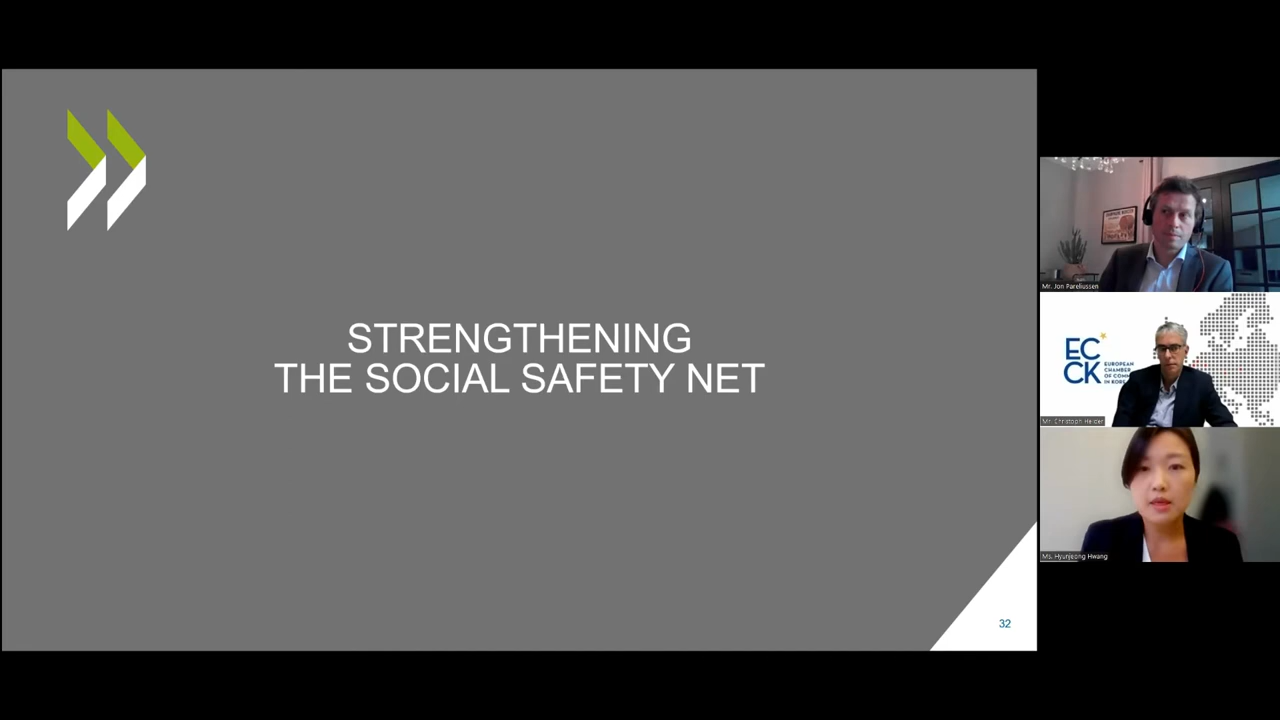 STRENGTHENING
THE SOCIAL SAFETY NET
32
Mr. Jon Pareliussen
EC
CK
EUROPEAN
CHAMBER
OF COMM
IN KORE
Mr. Christoph Heider
Ms. Hyunjeong Hwang